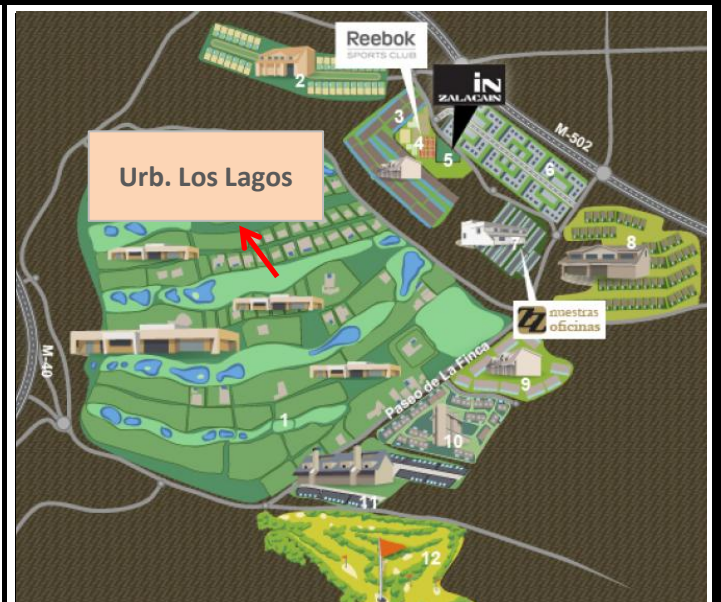 Reebok
SPORTS CLUB
in
ZALACAIN
2
3
4
5
M-502
6
Urb. Los Lagos
7
8
nuestras
oficinas
M-40
Paseo de La Finca
9
1
10
11
12